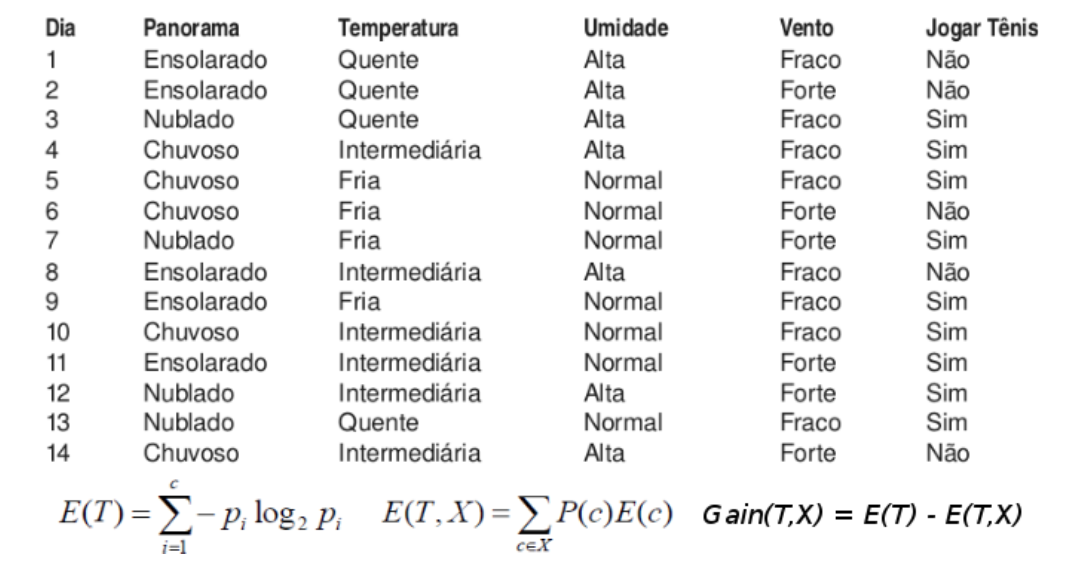 Dia Panorama Temperatura Umidade Vento Jogar Tênis
1 Ensolarado Quente Alta Fraco Não
2 Ensolarado Quente Alta Forte Não
3 Nublado Quente Alta Fraco Sim
4 Chuvoso Intermediária Alta Fraco Sim
5 Chuvoso Fria Normal Fraco Sim
6 Chuvoso Fria Normal Forte Não
7 Nublado Fria Normal Forte Sim
8 Ensolarado Intermediária Alta Fraco Não
9 Ensolarado Fria Normal Fraco Sim
10 Chuvoso Intermediária Normal Fraco Sim
11 Ensolarado Intermediária Normal Forte Sim
12 Nublado Intermediária Alta Forte Sim
13 Nublado Quente Normal Fraco Sim
14 Chuvoso Intermediária Alta Forte Não
E(T) = ∑_{i=1}^{c} − p_i log₂ p_i E(T, X) = ∑_{c∈X} P(c)E(c) Gain(T,X) = E(T) - E(T,X)